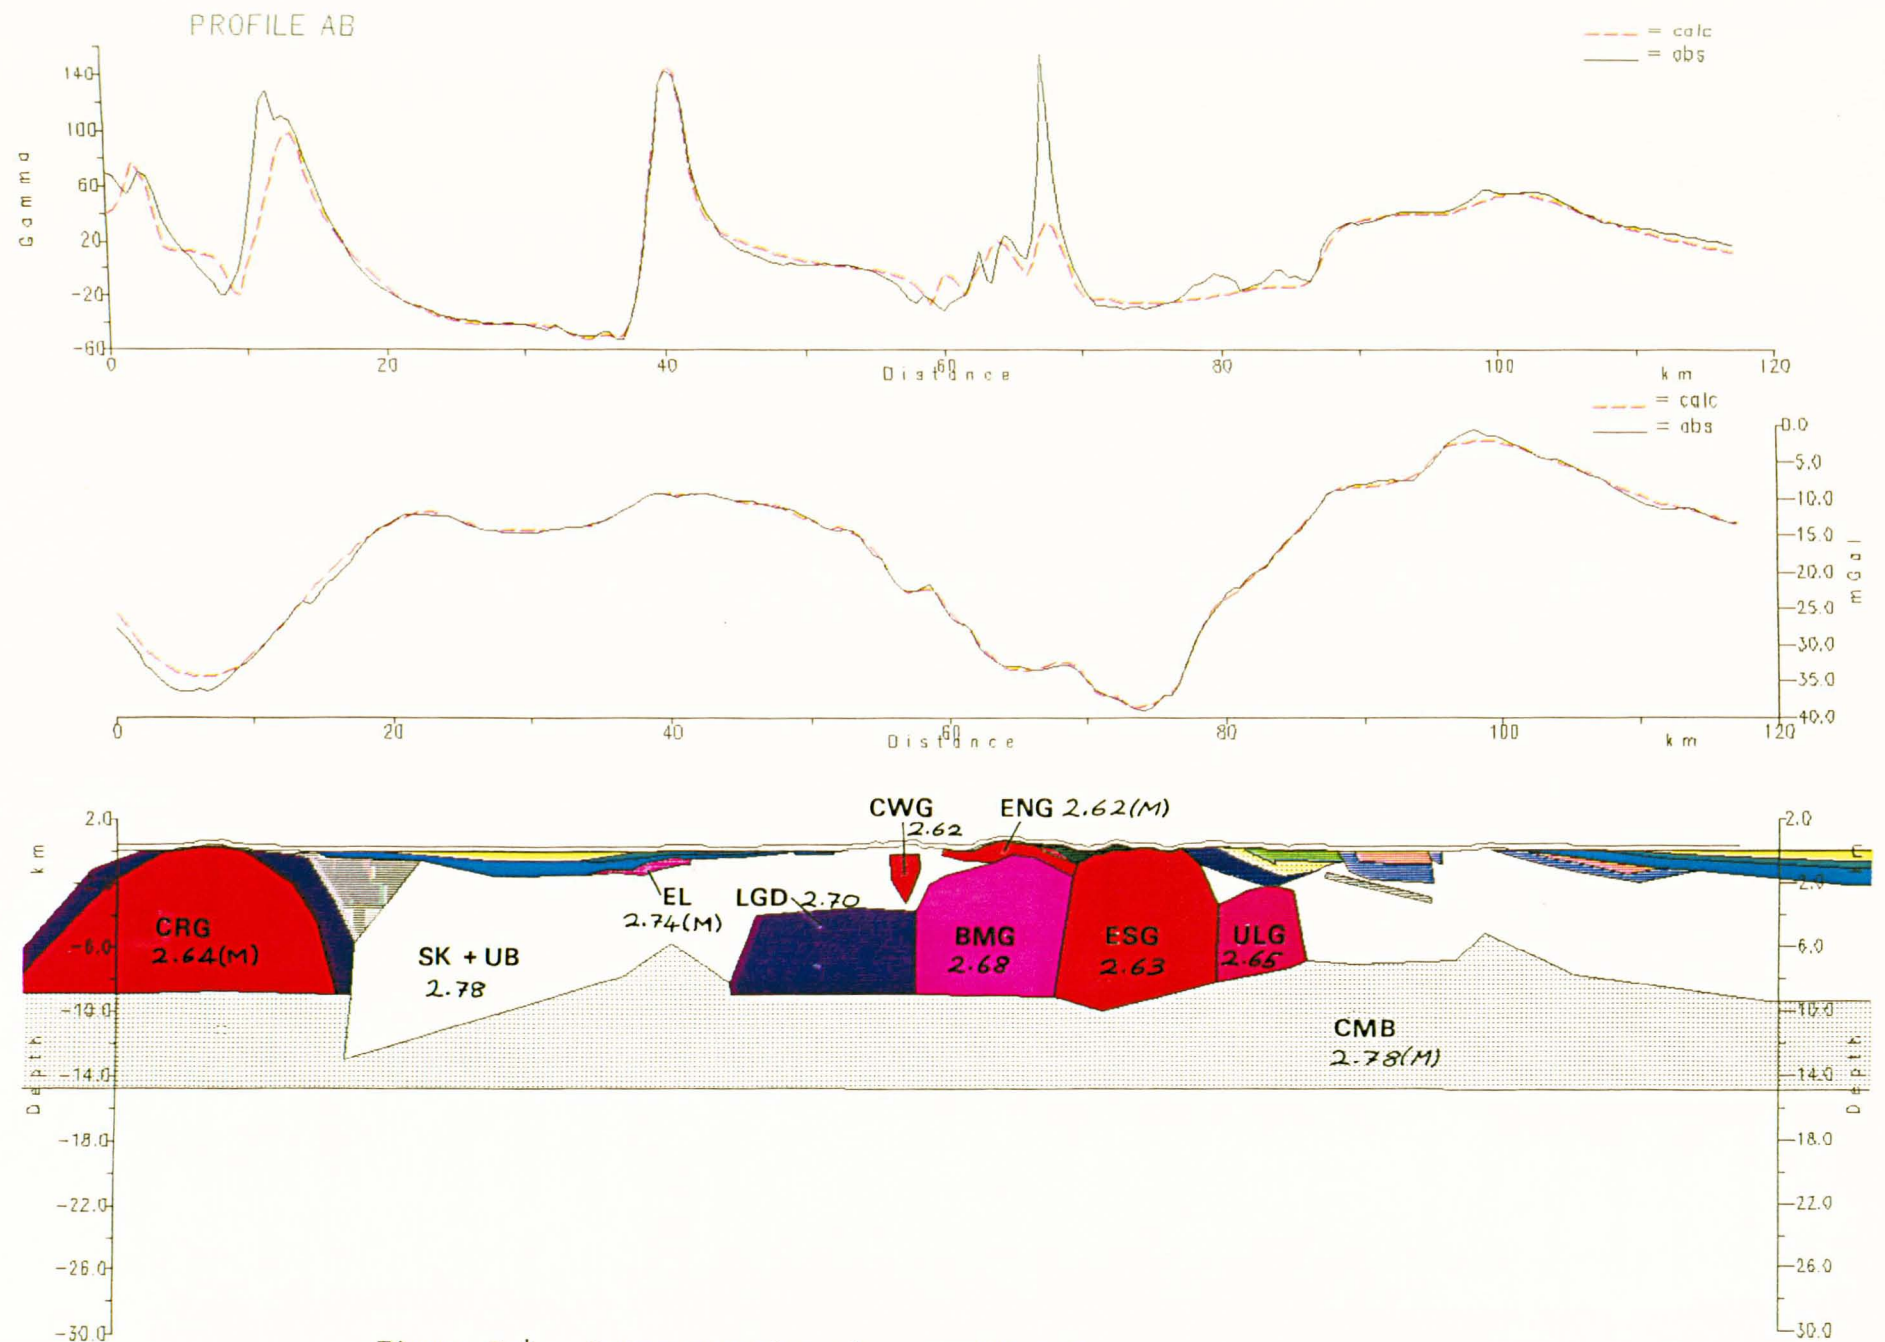 PROFILE AB
= calc
= abs
Gamma
140
100
60
20
-20
-60
0 20 40 60 80 100 120
Distance km
= calc
= abs
0.0
-5.0
-10.0
-15.0
-20.0
-25.0
-30.0
-35.0
-40.0
mGal
0 20 40 60 80 100 120
Distance km
CWG
2.62
ENG 2.62(M)
2.0
km
-6.0
-10.0
-14.0
-18.0
-22.0
-26.0
-30.0
Depth
CRG
2.64(M)
SK + UB
2.78
EL
2.74(M)
LGD 2.70
BMG
2.68
ESG
2.63
ULG
2.65
CMB
2.78(M)
2.0
-2.0
-6.0
-10.0
-14.0
-18.0
-22.0
-26.0
-30.0
Depth